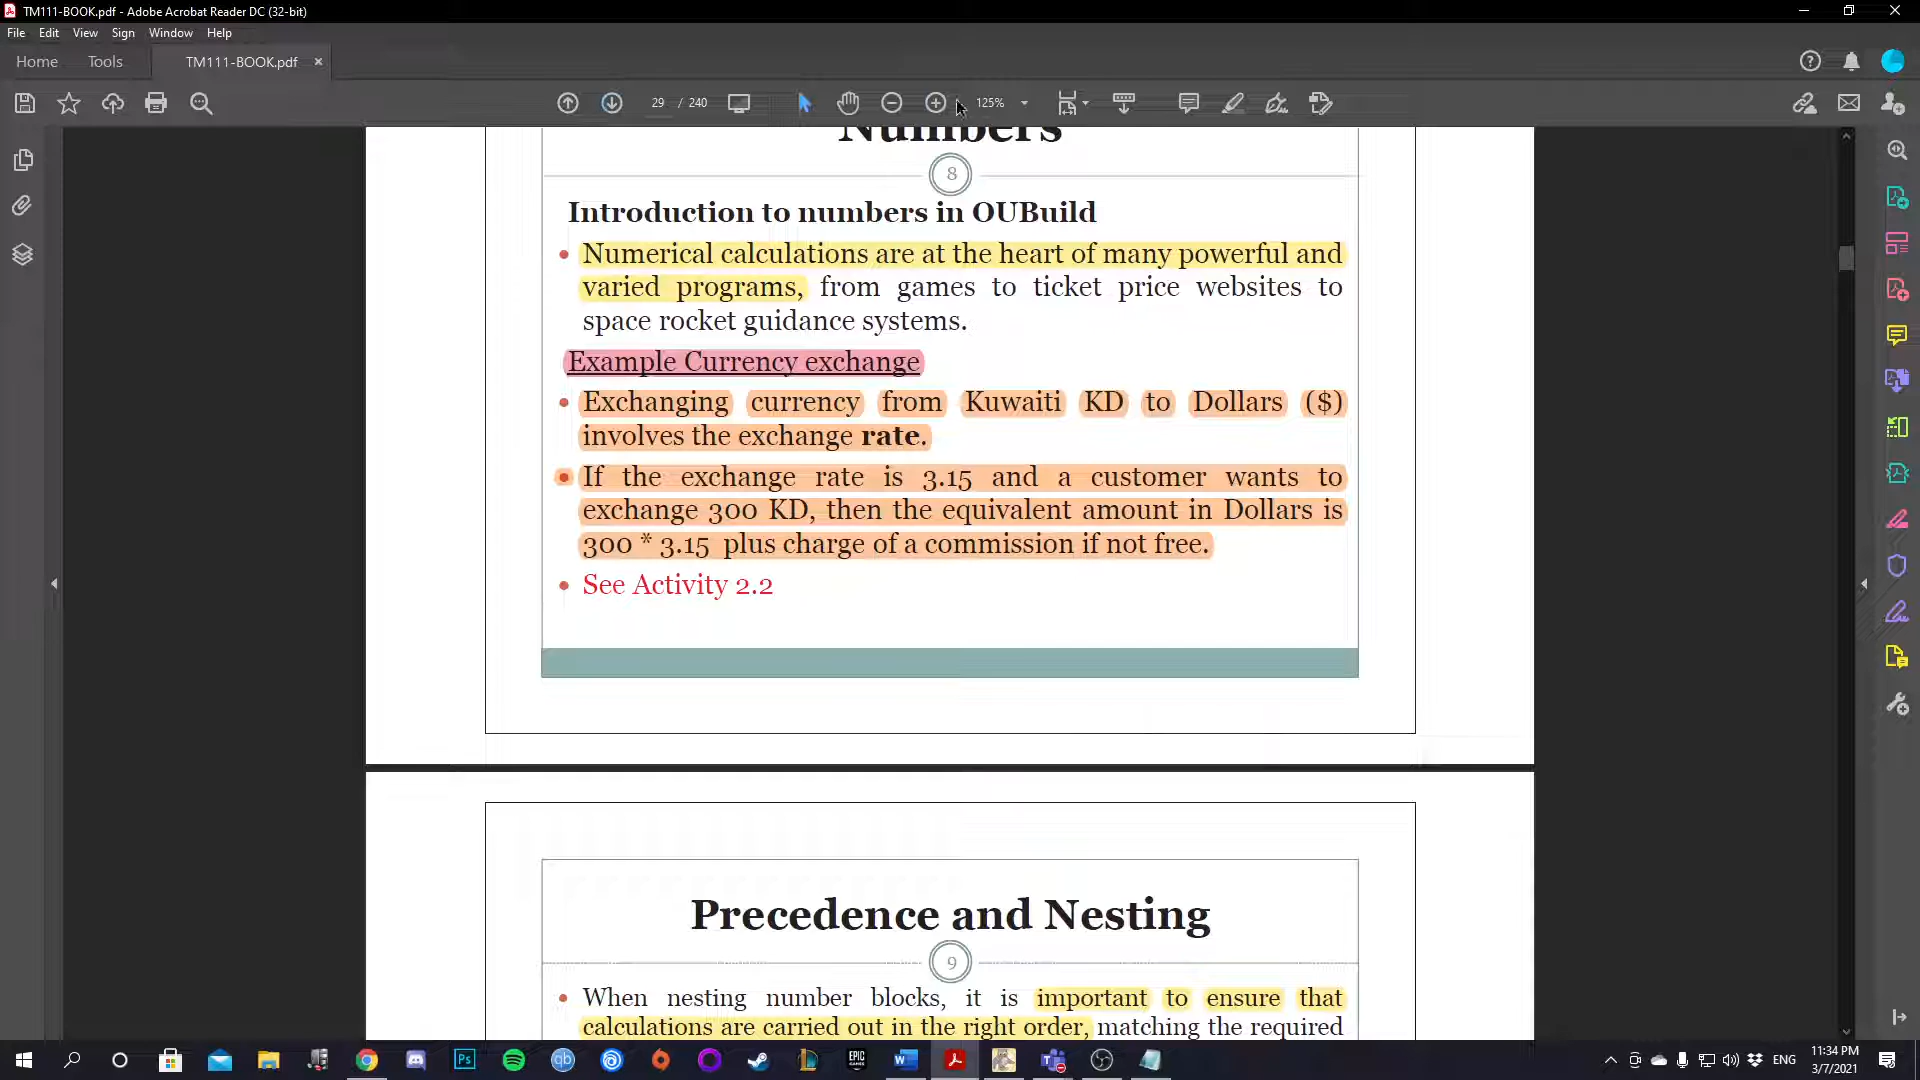 TM111-BOOK.pdf - Adobe Acrobat Reader DC (32-bit)
File Edit View Sign Window Help
Home Tools TM111-BOOK.pdf
29 / 240 125%
Numbers
8
Introduction to numbers in OUBuild
• Numerical calculations are at the heart of many powerful and
varied programs, from games to ticket price websites to
space rocket guidance systems.
Example Currency exchange
• Exchanging currency from Kuwaiti KD to Dollars ($)
involves the exchange rate.
• If the exchange rate is 3.15 and a customer wants to
exchange 300 KD, then the equivalent amount in Dollars is
300 * 3.15 plus charge of a commission if not free.
• See Activity 2.2
Precedence and Nesting
9
• When nesting number blocks, it is important to ensure that
calculations are carried out in the right order, matching the required
Ps
qb
EPIC
GAMES
ENG
11:34 PM
3/7/2021